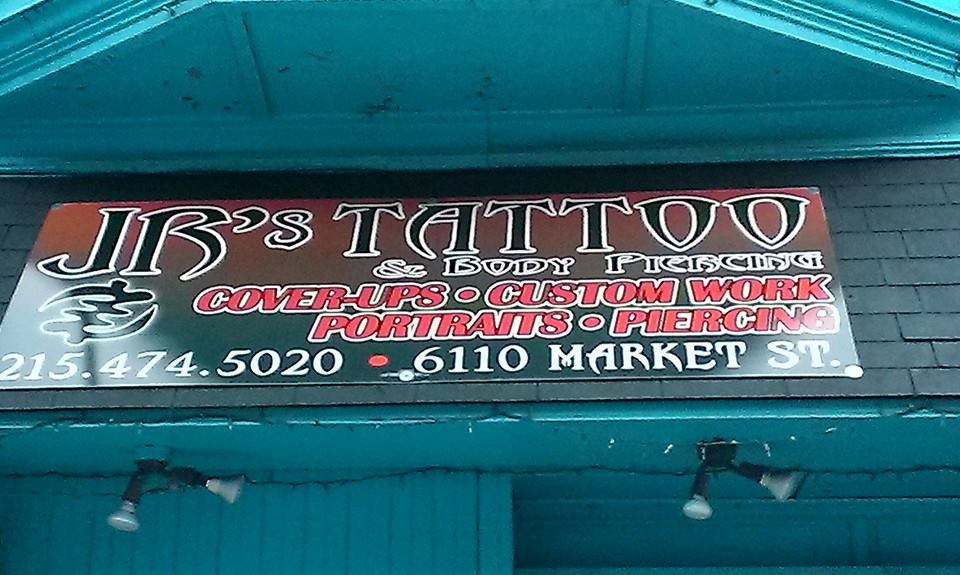 JR's TATTOO
& BODY PIERCING
COVER-UPS • CUSTOM WORK
PORTRAITS • PIERCING
215.474.5020 • 6110 MARKET ST.